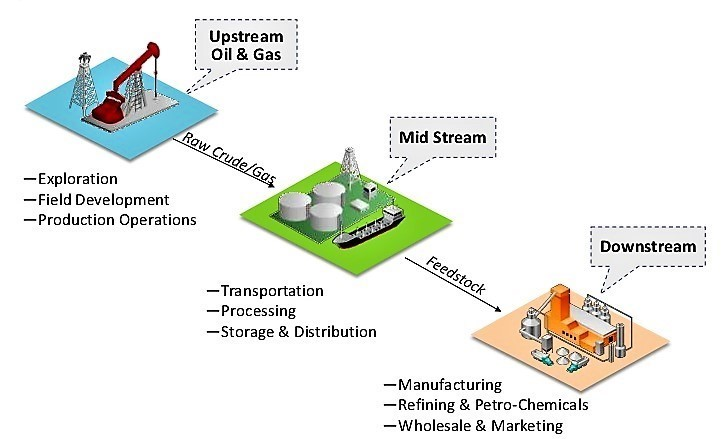 Upstream
Oil & Gas
Raw Crude/Gas
Mid Stream
—Exploration
—Field Development
—Production Operations
Feedstock
Downstream
—Transportation
—Processing
—Storage & Distribution
—Manufacturing
—Refining & Petro-Chemicals
—Wholesale & Marketing